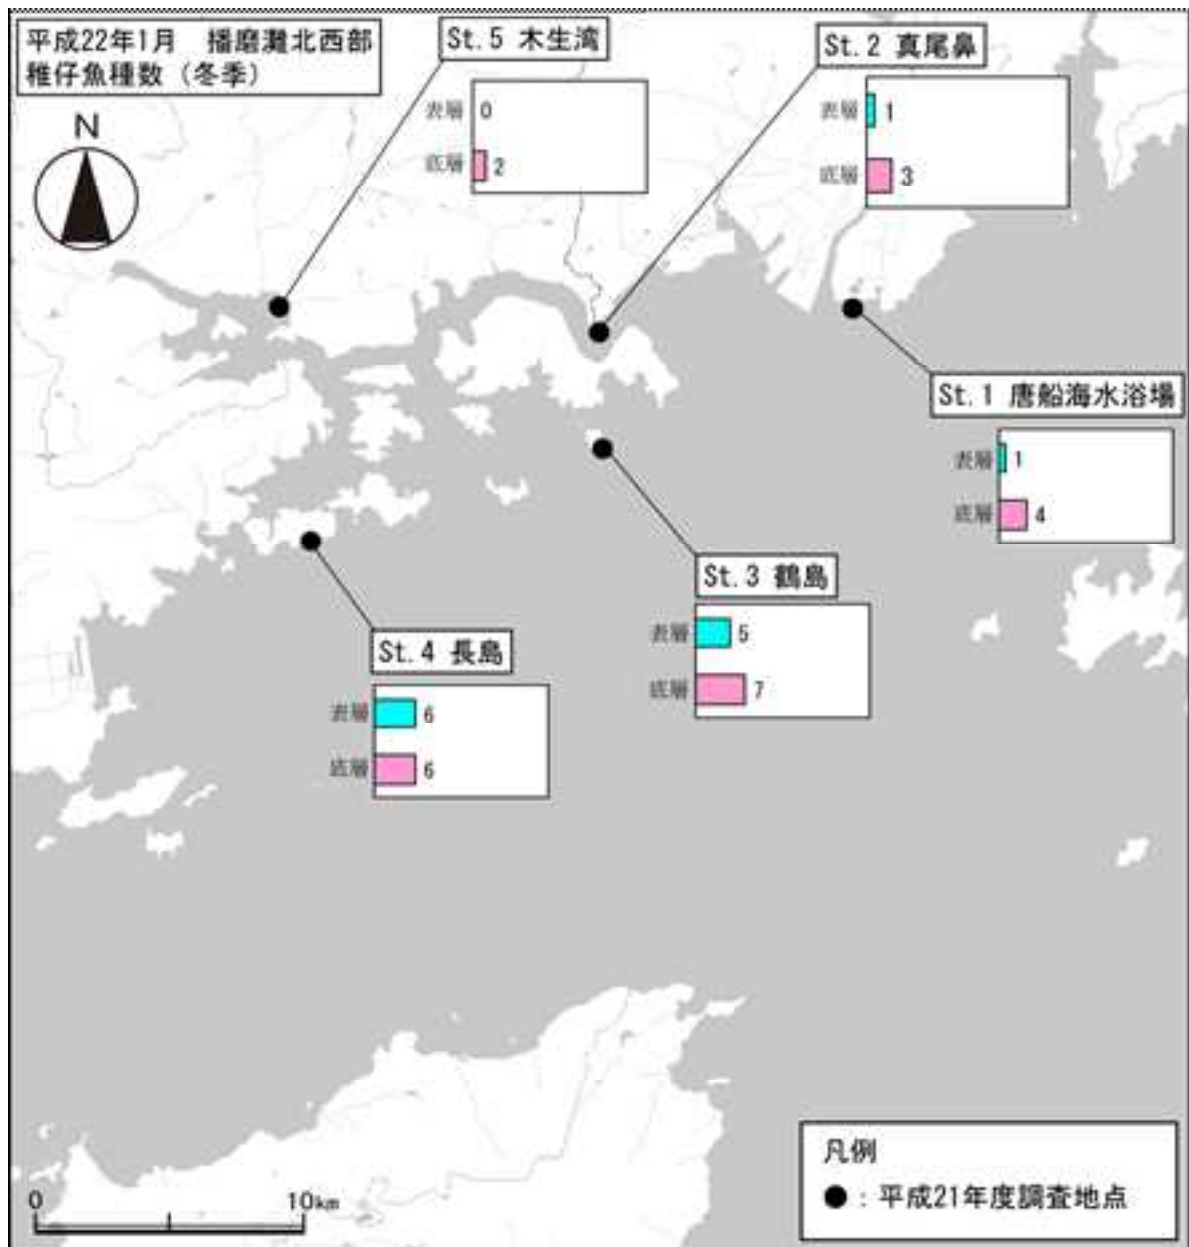 平成22年1月 播磨灘北西部
稚仔魚種数（冬季）
N
St.5 木生湾
表層 0
底層 2
St.2 真尾鼻
表層 1
底層 3
St.1 唐船海水浴場
表層 1
底層 4
St.3 鶴島
表層 5
底層 7
St.4 長島
表層 6
底層 6
0 10km
凡例
●：平成21年度調査地点